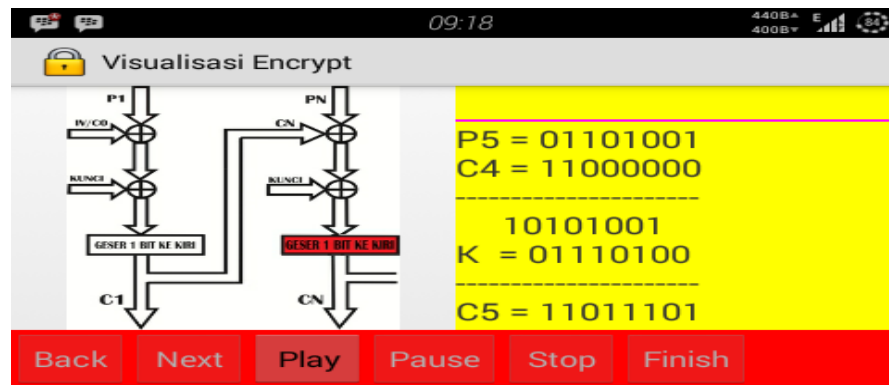 09:18
440B
400B
E
84
Visualisasi Encrypt
P1
PN
IV/C0
CN
KUNCI
KUNCI
GESER 1 BIT KE KIRI
GESER 1 BIT KE KIRI
C1
CN
P5 = 01101001
C4 = 11000000
---------------------
10101001
K = 01110100
---------------------
C5 = 11011101
Back Next Play Pause Stop Finish